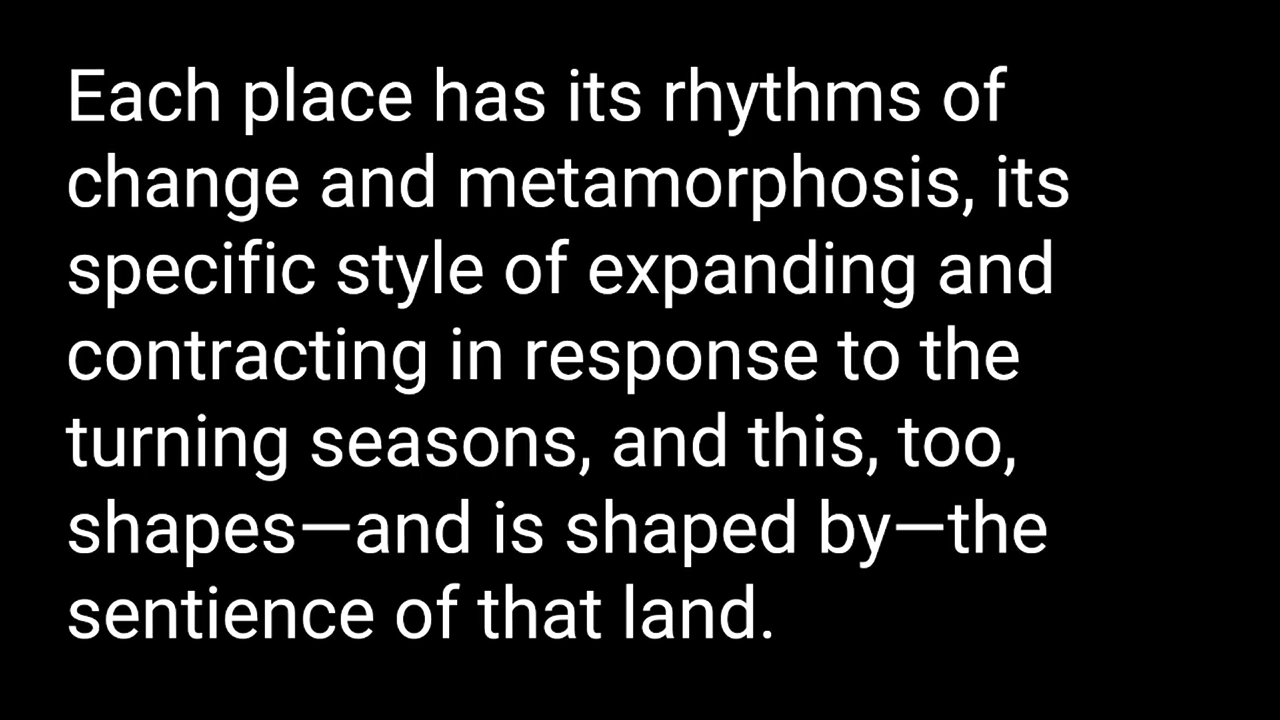 Each place has its rhythms of
change and metamorphosis, its
specific style of expanding and
contracting in response to the
turning seasons, and this, too,
shapes—and is shaped by—the
sentience of that land.